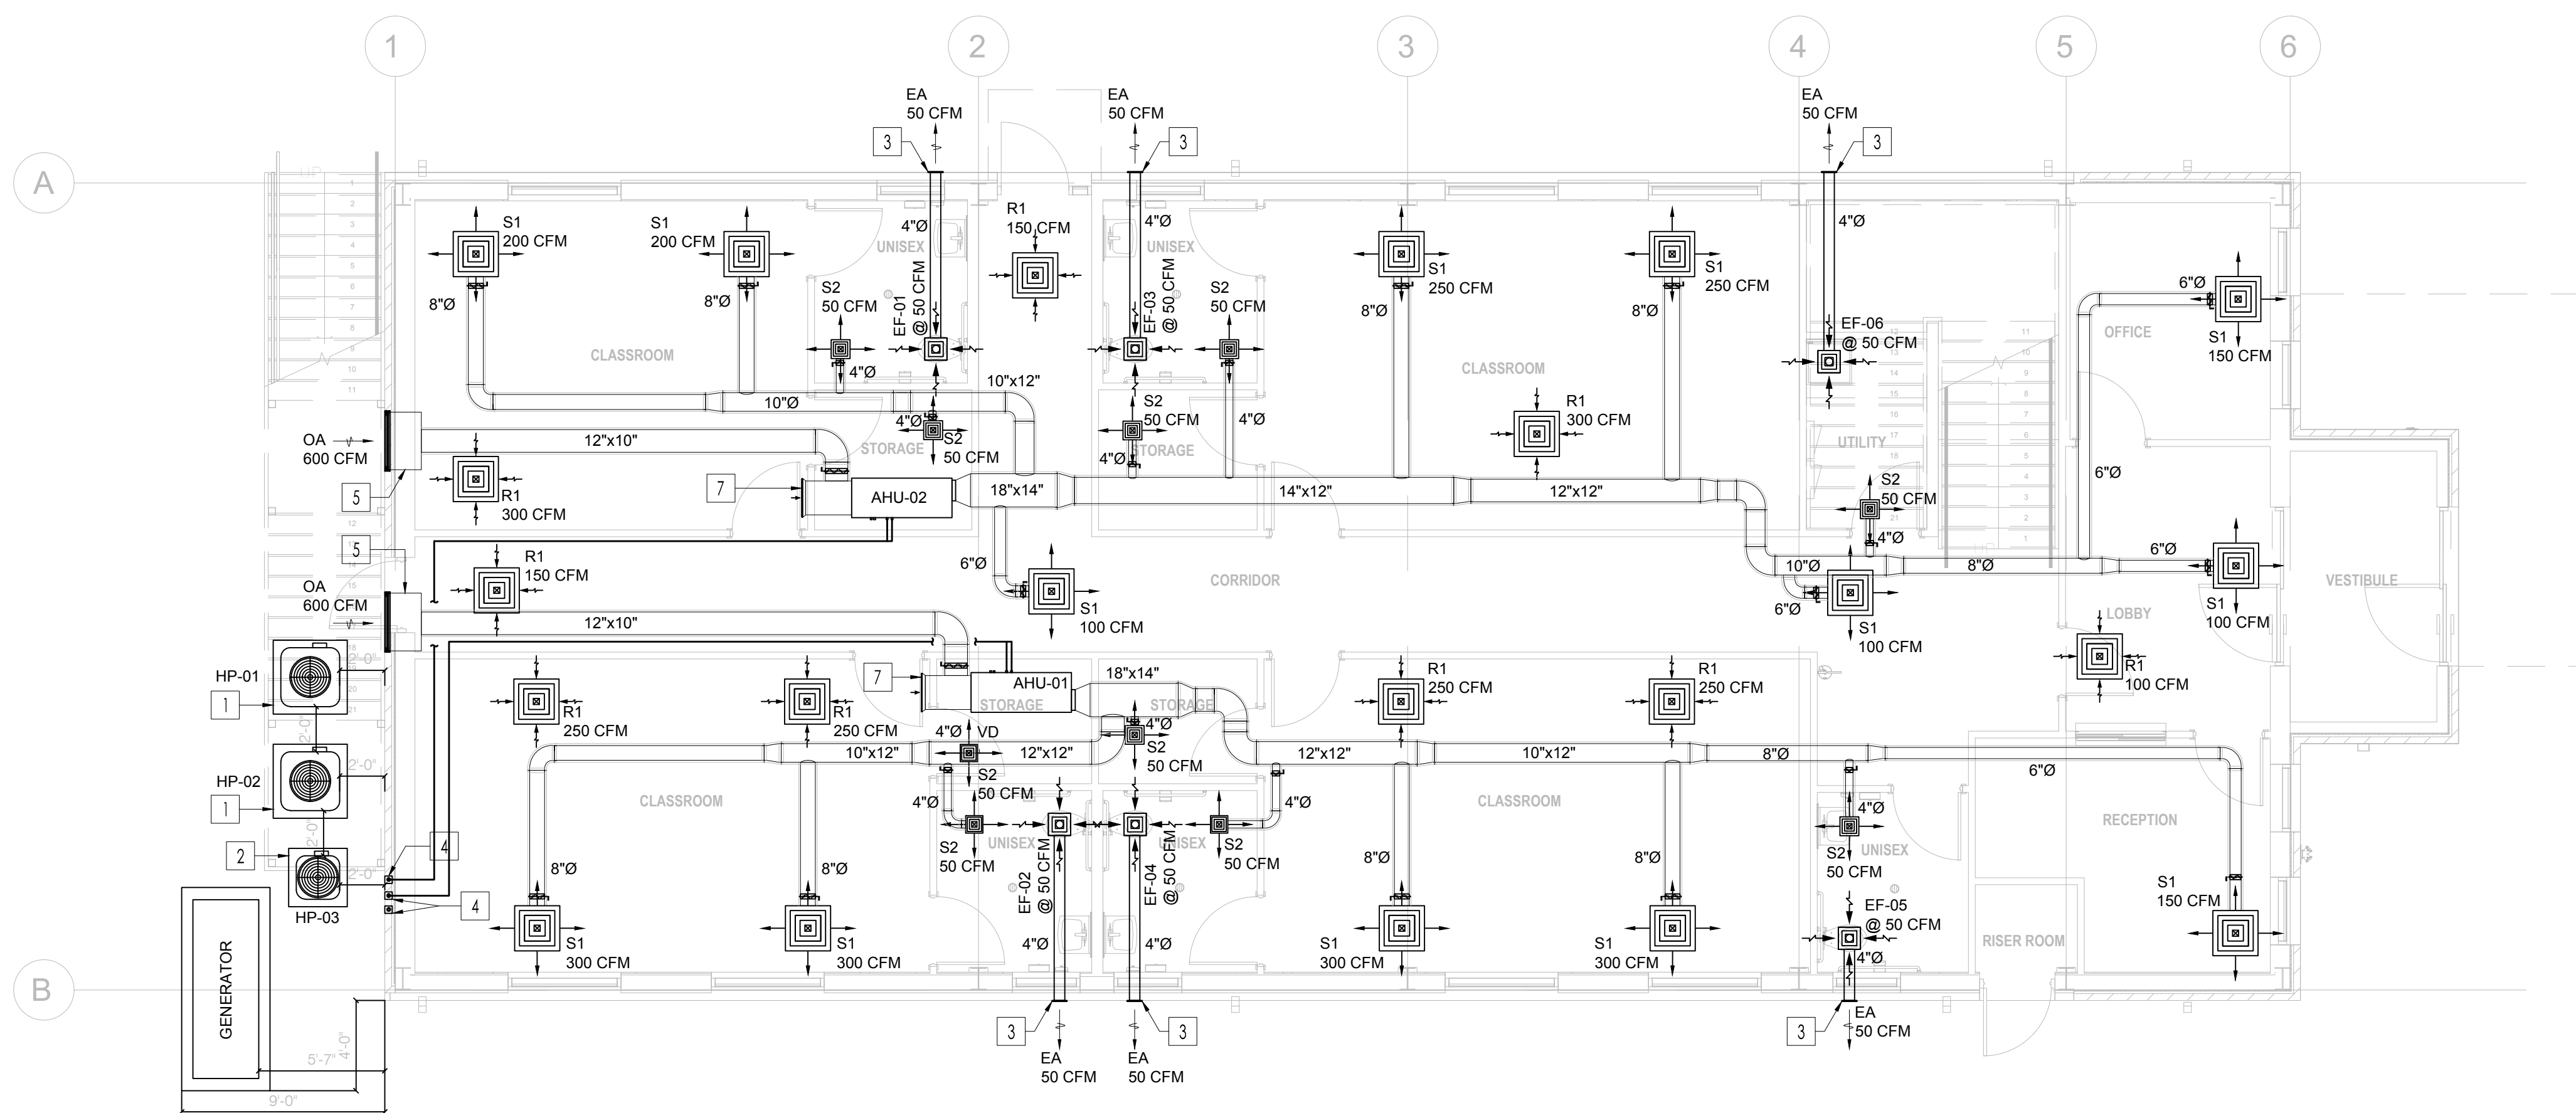 1
2
3
4
5
6
A
B
EA
50 CFM
3
EA
50 CFM
3
EA
50 CFM
3
S1
200 CFM
8"Ø
S1
200 CFM
8"Ø
4"Ø
UNISEX
S2
50 CFM
EF-01
@ 50 CFM
4"Ø
R1
150 CFM
4"Ø
UNISEX
EF-03
@ 50 CFM
S2
50 CFM
4"Ø
S1
250 CFM
8"Ø
S1
250 CFM
8"Ø
4"Ø
EF-06
@ 50 CFM
6"Ø
OFFICE
S1
150 CFM
6"Ø
CLASSROOM
CLASSROOM
10"Ø
10"x12"
4"Ø
S2
50 CFM
STORAGE
S2
50 CFM
4"Ø
STORAGE
R1
300 CFM
UTILITY
OA
600 CFM
5
12"x10"
R1
300 CFM
7
AHU-02
18"x14"
14"x12"
12"x12"
S2
50 CFM
4"Ø
5
OA
600 CFM
R1
150 CFM
12"x10"
6"Ø
S1
100 CFM
CORRIDOR
10"Ø
6"Ø
S1
100 CFM
8"Ø
6"Ø
S1
100 CFM
LOBBY
VESTIBULE
R1
100 CFM
HP-01
1
2'-0"
2'-0"
HP-02
1
2'-0"
2'-0"
2
HP-03
2'-0"
4
4
R1
250 CFM
R1
250 CFM
7
AHU-01
STORAGE
18"x14"
STORAGE
4"Ø
S2
50 CFM
4"Ø
VD
S2
50 CFM
10"x12"
12"x12"
12"x12"
R1
250 CFM
R1
250 CFM
10"x12"
8"Ø
6"Ø
CLASSROOM
CLASSROOM
8"Ø
S1
300 CFM
8"Ø
S1
300 CFM
4"Ø
S2
50 CFM
UNISEX
EF-02
@ 50 CFM
4"Ø
EF-04
@ 50 CFM
4"Ø
UNISEX
S2
50 CFM
4"Ø
8"Ø
S1
300 CFM
8"Ø
S1
300 CFM
4"Ø
S2
50 CFM
UNISEX
EF-05
@ 50 CFM
4"Ø
RECEPTION
RISER ROOM
S1
150 CFM
3
EA
50 CFM
3
EA
50 CFM
3
EA
50 CFM
GENERATOR
5'-7"
4'-0"
9'-0"